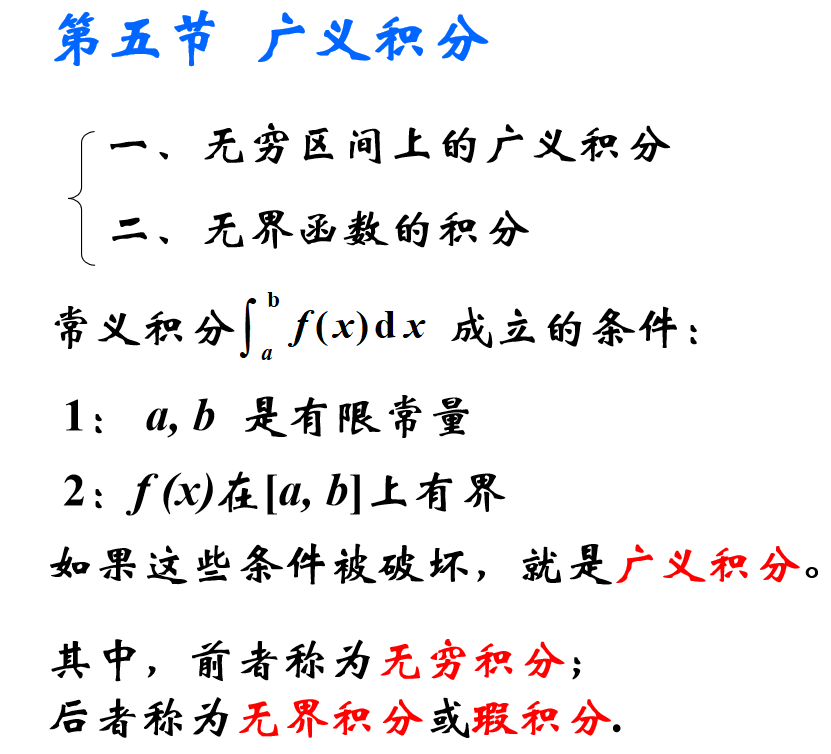 第五节 广义积分
一、无穷区间上的广义积分
二、无界函数的积分
常义积分∫_a^b f(x)dx 成立的条件：
1： a, b 是有限常量
2：f (x)在[a, b]上有界
如果这些条件被破坏，就是广义积分。
其中，前者称为无穷积分；
后者称为无界积分或瑕积分.